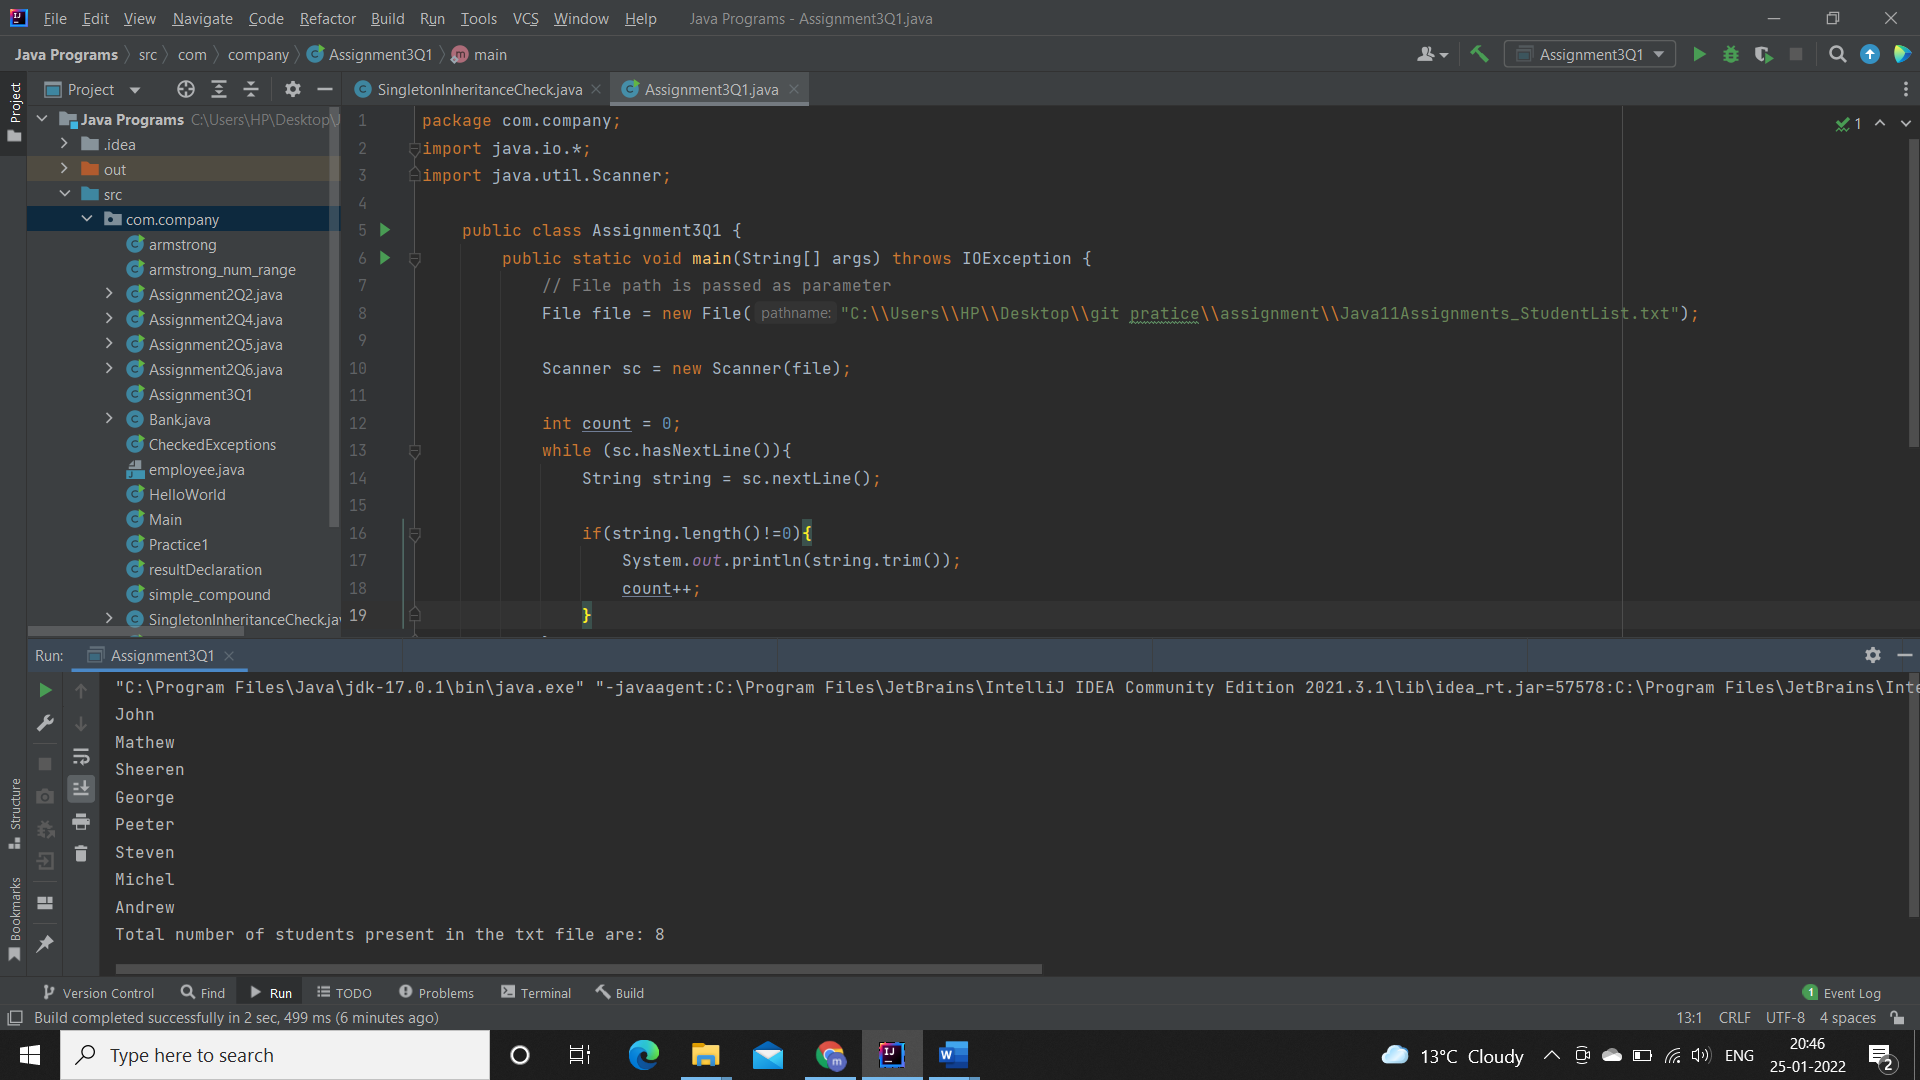 File Edit View Navigate Code Refactor Build Run Tools VCS Window Help Java Programs - Assignment3Q1.java
Java Programs src com company Assignment3Q1 main
Assignment3Q1
Project
Project
SingletonInheritanceCheck.java Assignment3Q1.java
Java Programs C:\Users\HP\Desktop\J
.idea
out
src
com.company
armstrong
armstrong_num_range
Assignment2Q2.java
Assignment2Q4.java
Assignment2Q5.java
Assignment2Q6.java
Assignment3Q1
Bank.java
CheckedExceptions
employee.java
HelloWorld
Main
Practice1
resultDeclaration
simple_compound
SingletonInheritanceCheck.jav
1 package com.company;
2 import java.io.*;
3 import java.util.Scanner;
4
5 public class Assignment3Q1 {
6 public static void main(String[] args) throws IOException {
7 // File path is passed as parameter
8 File file = new File( pathname: "C:\\Users\\HP\\Desktop\\git pratice\\assignment\\Java11Assignments_StudentList.txt");
9
10 Scanner sc = new Scanner(file);
11
12 int count = 0;
13 while (sc.hasNextLine()){
14 String string = sc.nextLine();
15
16 if(string.length()!=0){
17 System.out.println(string.trim());
18 count++;
19 }
1
Run: Assignment3Q1
"C:\Program Files\Java\jdk-17.0.1\bin\java.exe" "-javaagent:C:\Program Files\JetBrains\IntelliJ IDEA Community Edition 2021.3.1\lib\idea_rt.jar=57578:C:\Program Files\JetBrains\Inte
John
Mathew
Sheeren
George
Peeter
Steven
Michel
Andrew
Total number of students present in the txt file are: 8
Structure
Bookmarks
Version Control Find Run TODO Problems Terminal Build 1 Event Log
Build completed successfully in 2 sec, 499 ms (6 minutes ago) 13:1 CRLF UTF-8 4 spaces
Type here to search
13°C Cloudy ENG
20:46
25-01-2022
2